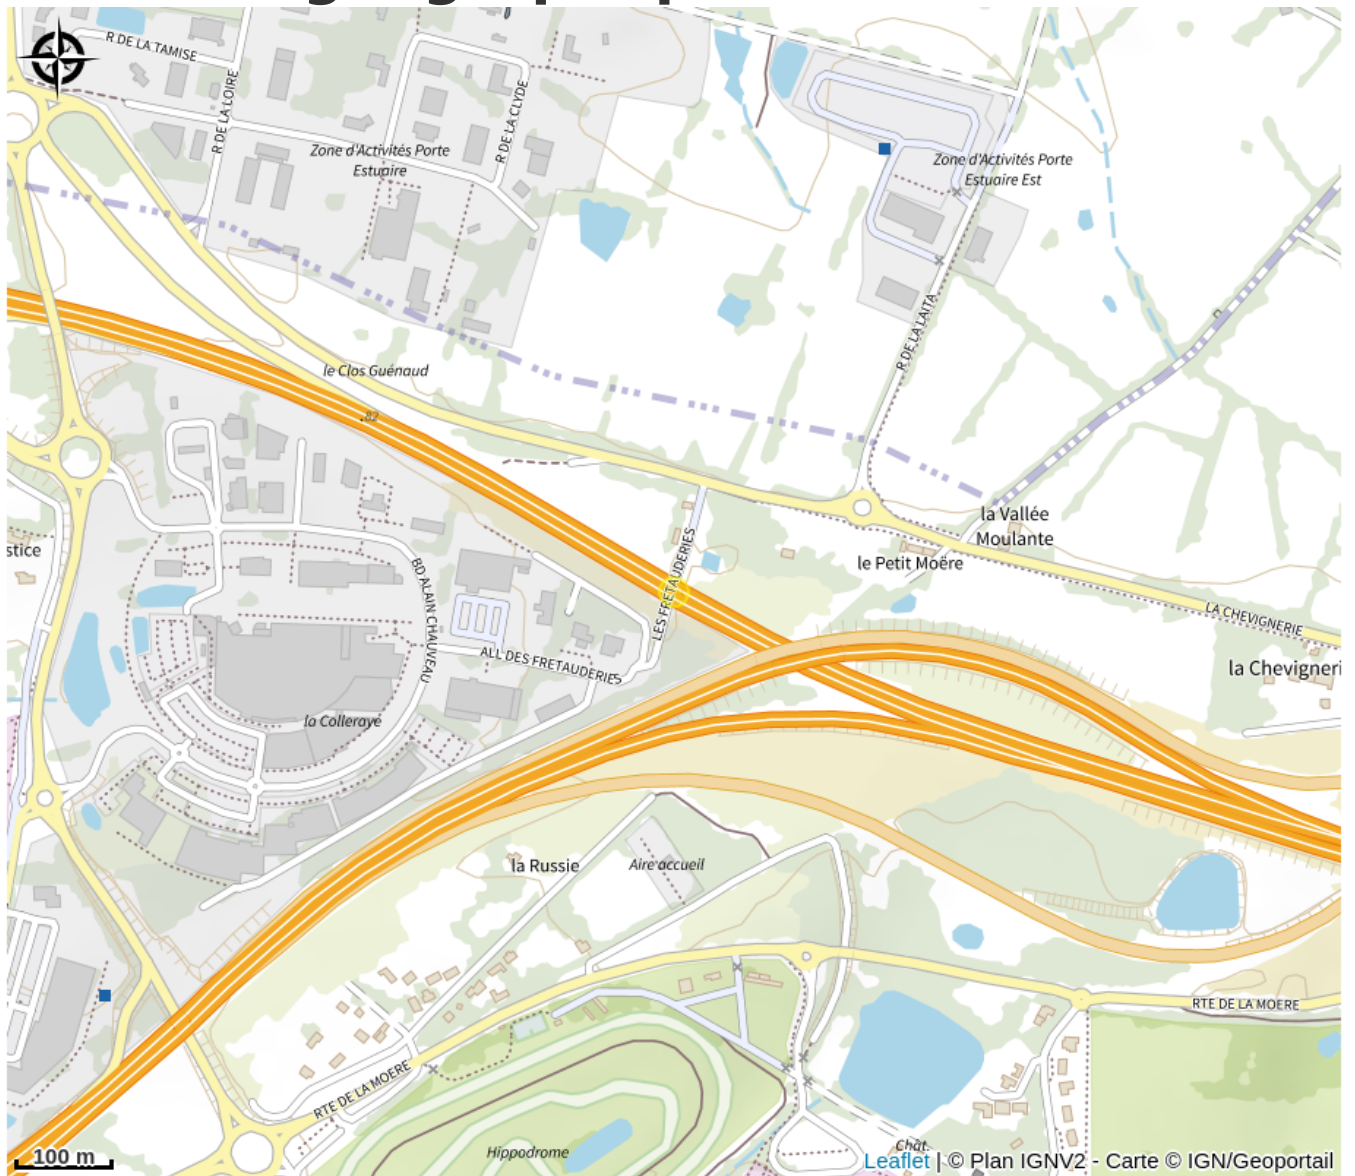 R DE LA TAMISE
R DE LA LOIRE
R DE LA CLYDE
Zone d'Activités Porte
Estuaire
Zone d'Activités Porte
Estuaire Est
R DE LA LAITA
le Clos Guénaud
.82
la Vallée
Moulante
le Petit Moëre
stice
BD ALAIN CHAUVEAU
LES FRETAUDERIES
LA CHEVIGNERIE
ALL DES FRETAUDERIES
la Chevigneri
la Colleraye
la Russie
Aire accueil
RTE DE LA MOERE
RTE DE LA MOERE
Hippodrome
Chât.
100 m
Leaflet | © Plan IGNV2 - Carte © IGN/Geoportail